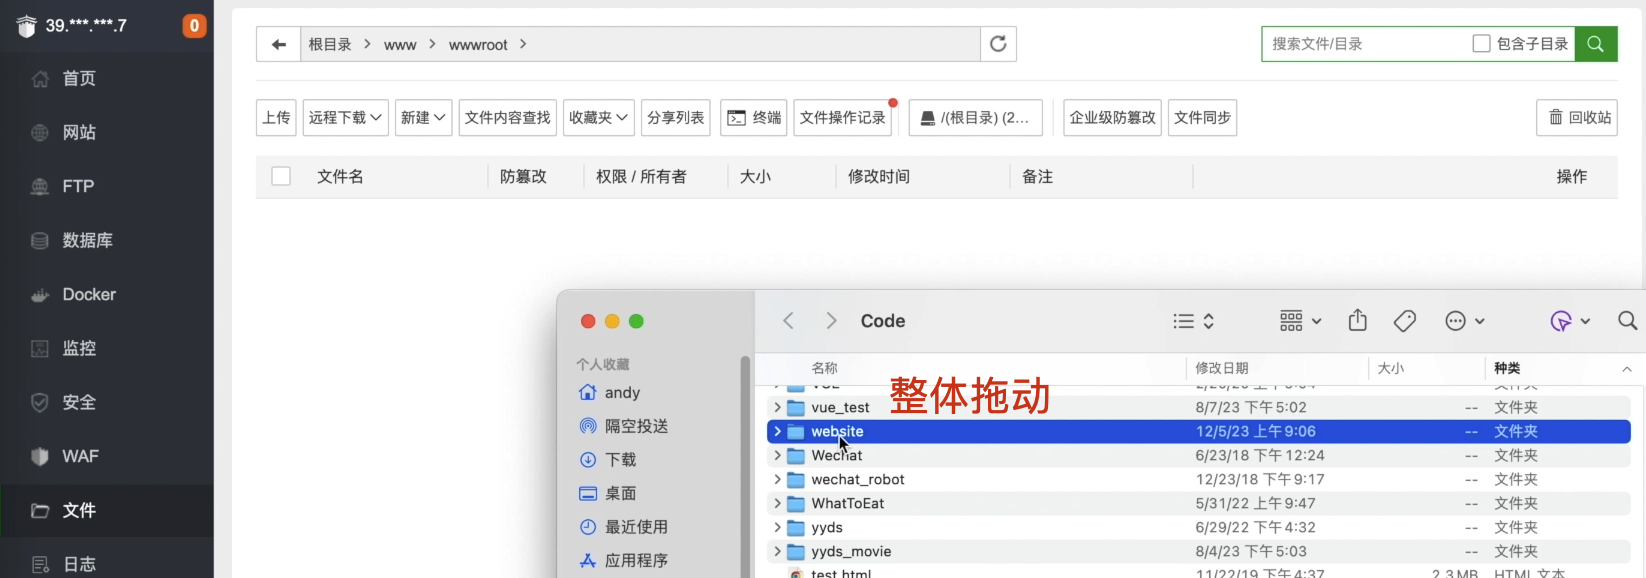 39.***.***.7
0
首页
网站
FTP
数据库
Docker
监控
安全
WAF
文件
日志
根目录 > www > wwwroot >
搜索文件/目录
包含子目录
上传 远程下载 新建 文件内容查找 收藏夹 分享列表 终端 文件操作记录 /(根目录) (2... 企业级防篡改 文件同步 回收站
文件名 防篡改 权限 / 所有者 大小 修改时间 备注 操作
Code
个人收藏
andy
隔空投送
下载
桌面
最近使用
应用程序
名称 修改日期 大小 种类
整体拖动
vue_test 8/7/23 下午5:02 -- 文件夹
website 12/5/23 上午9:06 -- 文件夹
Wechat 6/23/18 下午12:24 -- 文件夹
wechat_robot 12/23/18 下午9:17 -- 文件夹
WhatToEat 5/31/22 上午9:47 -- 文件夹
yyds 6/29/22 下午4:32 -- 文件夹
yyds_movie 8/4/23 下午5:03 -- 文件夹
test.html 11/22/19 下午4:37 2.3 MB HTML文本